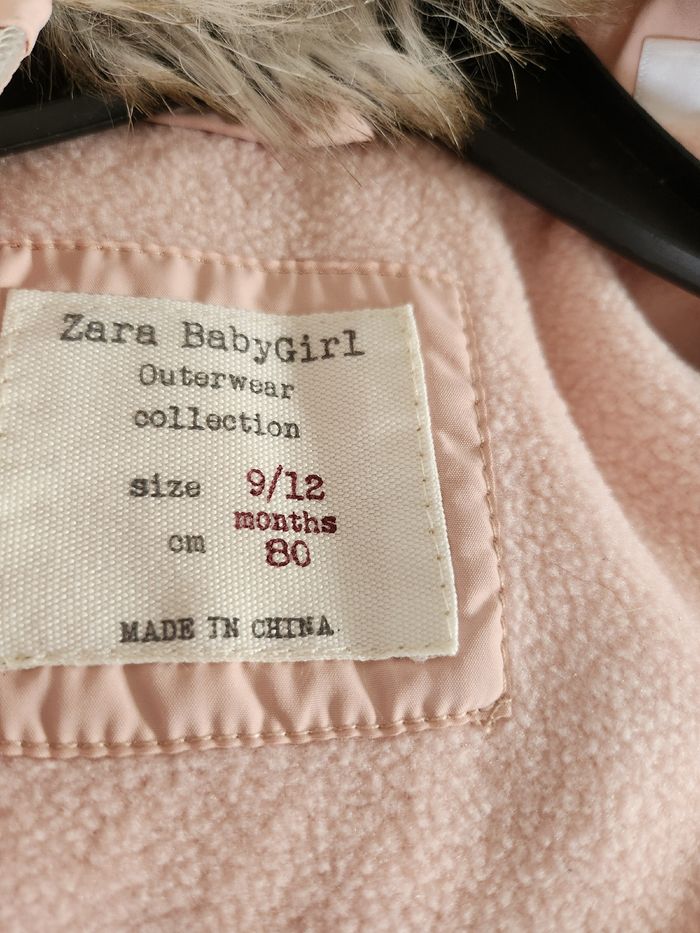 Zara BabyGirl
Outerwear
collection
size 9/12
months
cm 80
MADE IN CHINA